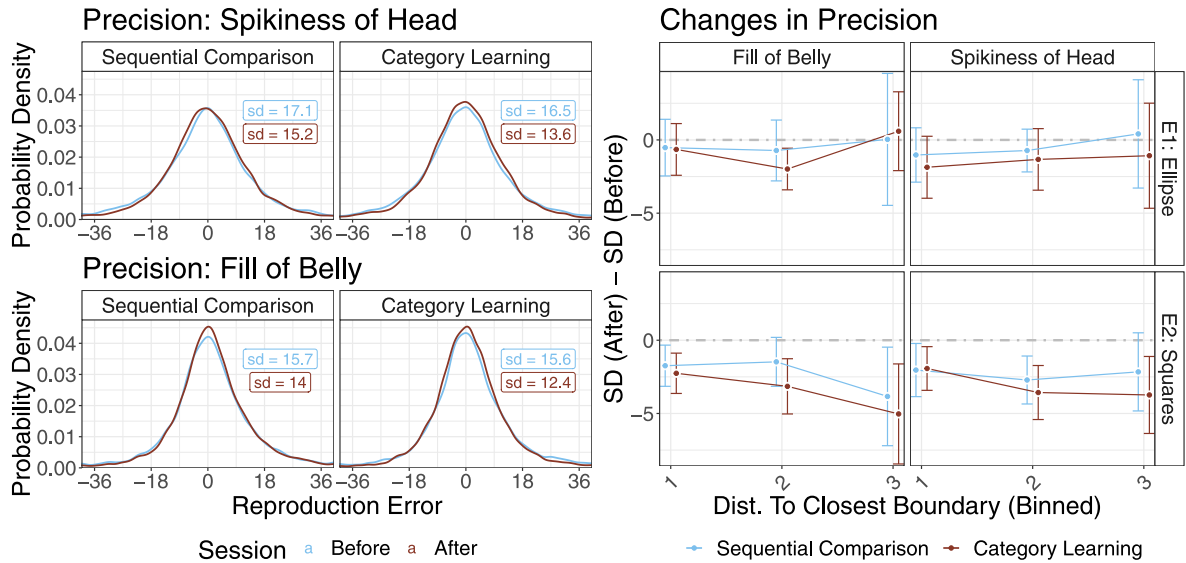 Precision: Spikiness of Head
Sequential Comparison
Category Learning
Probability Density
0.04
0.03
0.02
0.01
0.00
sd = 17.1
sd = 15.2
sd = 16.5
sd = 13.6
−36 −18 0 18 36
−36 −18 0 18 36
Precision: Fill of Belly
Sequential Comparison
Category Learning
Probability Density
0.04
0.03
0.02
0.01
0.00
sd = 15.7
sd = 14
sd = 15.6
sd = 12.4
−36 −18 0 18 36
−36 −18 0 18 36
Reproduction Error
Session a Before a After
Changes in Precision
Fill of Belly
Spikiness of Head
SD (After) − SD (Before)
0
−5
E1: Ellipse
0
−5
E2: Squares
1 2 3
1 2 3
Dist. To Closest Boundary (Binned)
Sequential Comparison Category Learning